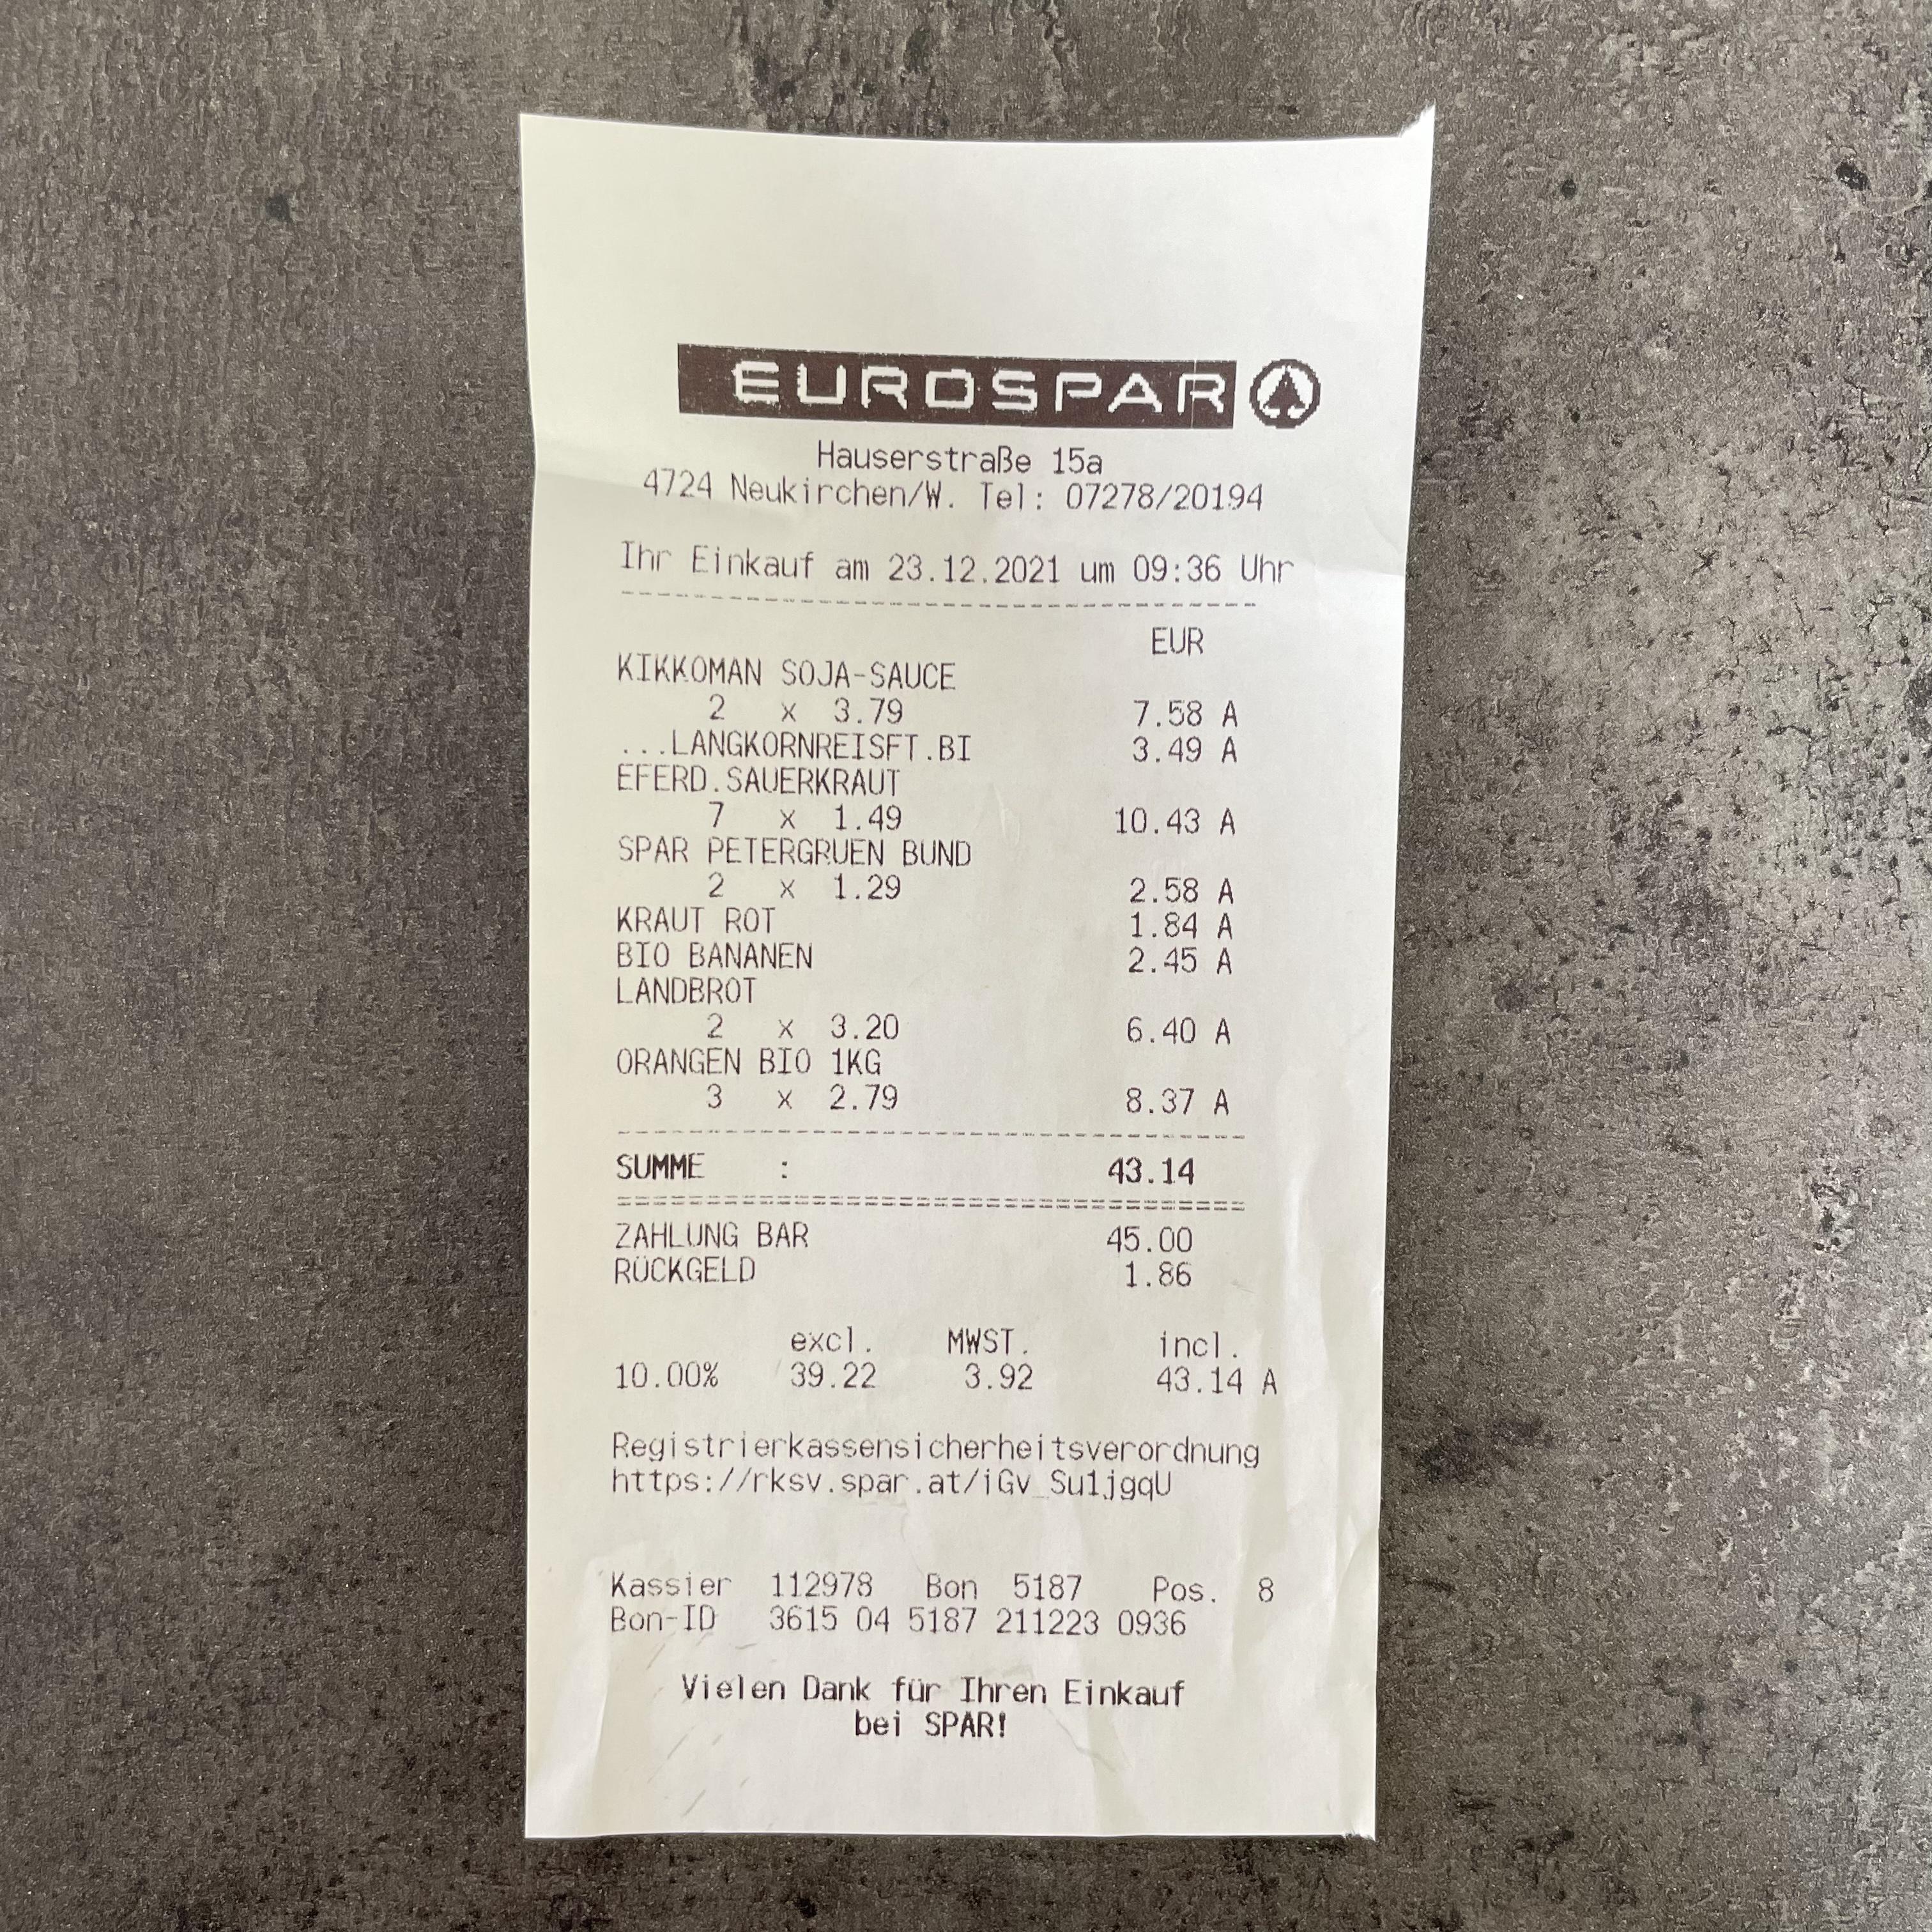 EUROSPAR
Hauserstraße 15a
4724 Neukirchen/W. Tel: 07278/20194
Ihr Einkauf am 23.12.2021 um 09:36 Uhr
EUR
KIKKOMAN SOJA-SAUCE
2 x 3.79 7.58 A
...LANGKORNREISFT.BI 3.49 A
EFERD.SAUERKRAUT
7 x 1.49 10.43 A
SPAR PETERGRUEN BUND
2 x 1.29 2.58 A
KRAUT ROT 1.84 A
BIO BANANEN 2.45 A
LANDBROT
2 x 3.20 6.40 A
ORANGEN BIO 1KG
3 x 2.79 8.37 A
SUMME : 43.14
ZAHLUNG BAR 45.00
RÜCKGELD 1.86
excl. MWST. incl.
10.00% 39.22 3.92 43.14 A
Registrierkassensicherheitsverordnung
https://rksv.spar.at/iGv_Su1jgqU
Kassier 112978 Bon 5187 Pos. 8
Bon-ID 3615 04 5187 211223 0936
Vielen Dank für Ihren Einkauf
bei SPAR!